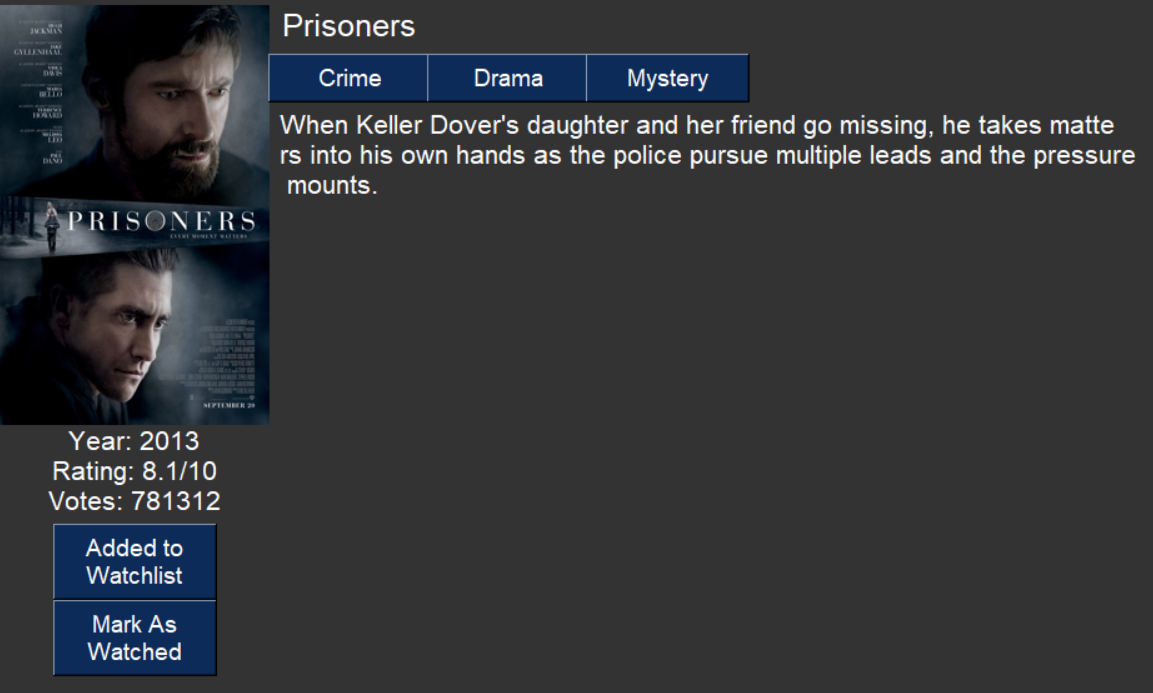 HUGH
JACKMAN
JAKE
GYLLENHAAL
VIOLA
DAVIS
MARIA
BELLO
TERRENCE
HOWARD
MELISSA
LEO
PAUL
DANO
PRISONERS
EVERY MOMENT MATTERS
SEPTEMBER 20
Prisoners
Crime Drama Mystery
When Keller Dover's daughter and her friend go missing, he takes matte
rs into his own hands as the police pursue multiple leads and the pressure
mounts.
Year: 2013
Rating: 8.1/10
Votes: 781312
Added to
Watchlist
Mark As
Watched